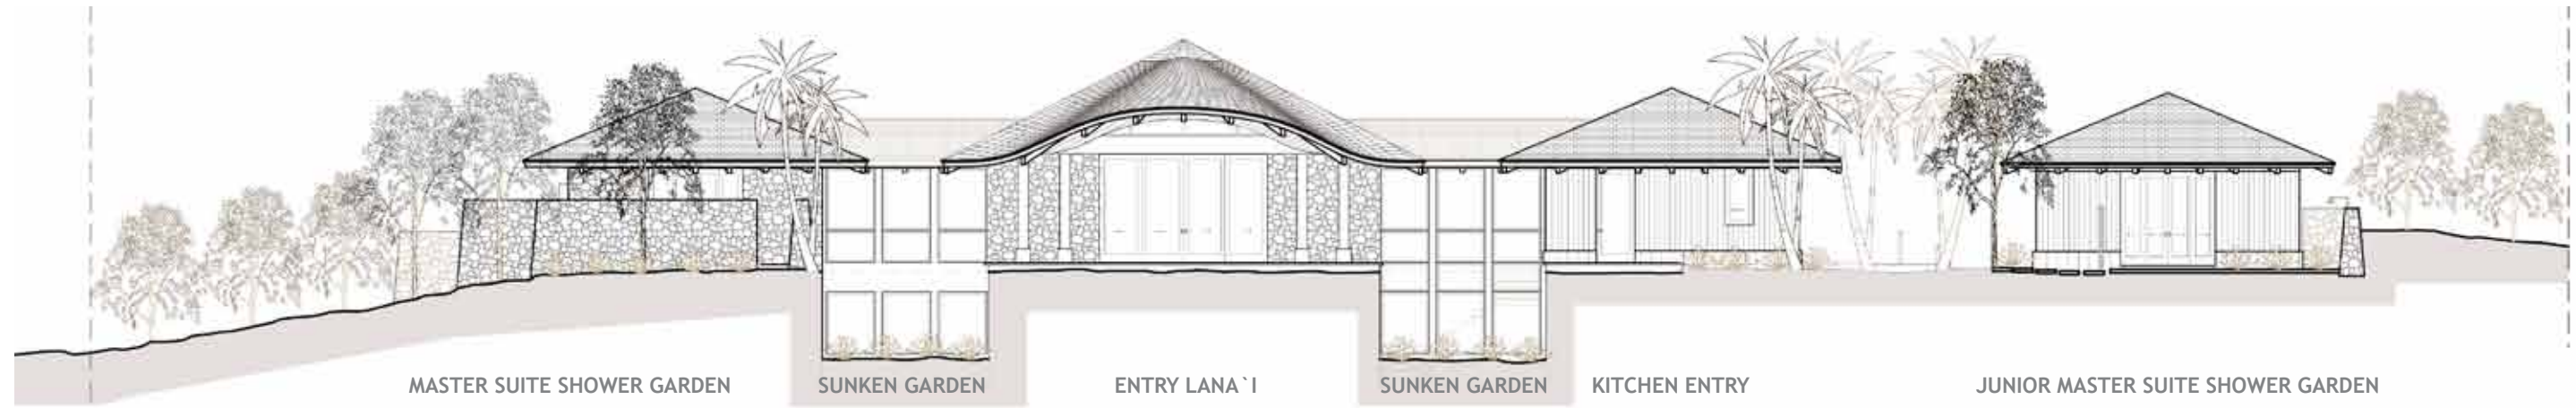 MASTER SUITE SHOWER GARDEN
SUNKEN GARDEN
ENTRY LANA`I
SUNKEN GARDEN
KITCHEN ENTRY
JUNIOR MASTER SUITE SHOWER GARDEN